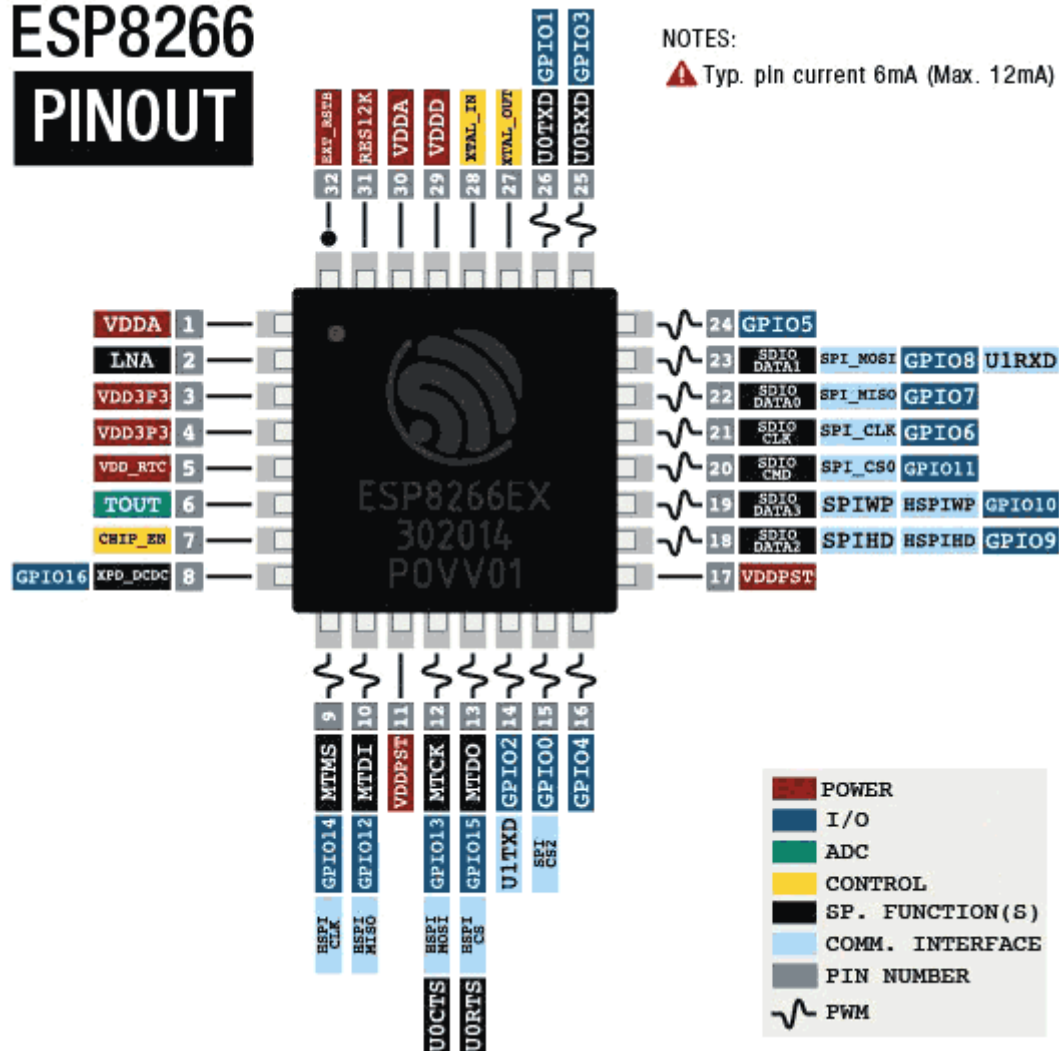 ESP8266
PINOUT
NOTES:
Typ. pin current 6mA (Max. 12mA)
EXT_RSTB 32
RES12K 31
VDDA 30
VDDD 29
XTAL_IN 28
XTAL_OUT 27
GPIO1 U0TXD 26
GPIO3 U0RXD 25
VDDA 1
LNA 2
VDD3P3 3
VDD3P3 4
VDD_RTC 5
TOUT 6
CHIP_EN 7
GPIO16 XPD_DCDC 8
ESP8266EX
302014
POVV01
24 GPIO5
23 SDIO DATA1 SPI_MOSI GPIO8 U1RXD
22 SDIO DATA0 SPI_MISO GPIO7
21 SDIO CLK SPI_CLK GPIO6
20 SDIO CMD SPI_CS0 GPIO11
19 SDIO DATA3 SPIWP HSPIWP GPIO10
18 SDIO DATA2 SPIHD HSPIHD GPIO9
17 VDDPST
9 MTMS GPIO14 HSPI CLK
10 MTDI GPIO12 HSPI MISO
11 VDDPST
12 MTCK GPIO13 HSPI MOSI U0CTS
13 MTDO GPIO15 HSPI CS U0RTS
14 GPIO2 U1TXD
15 GPIO0 SPI CS2
16 GPIO4
POWER
I/O
ADC
CONTROL
SP. FUNCTION(S)
COMM. INTERFACE
PIN NUMBER
PWM